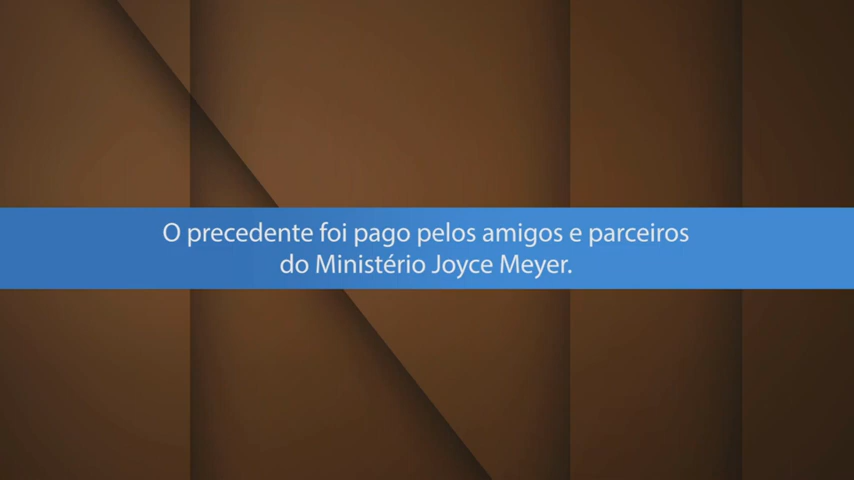 O precedente foi pago pelos amigos e parceiros
do Ministério Joyce Meyer.